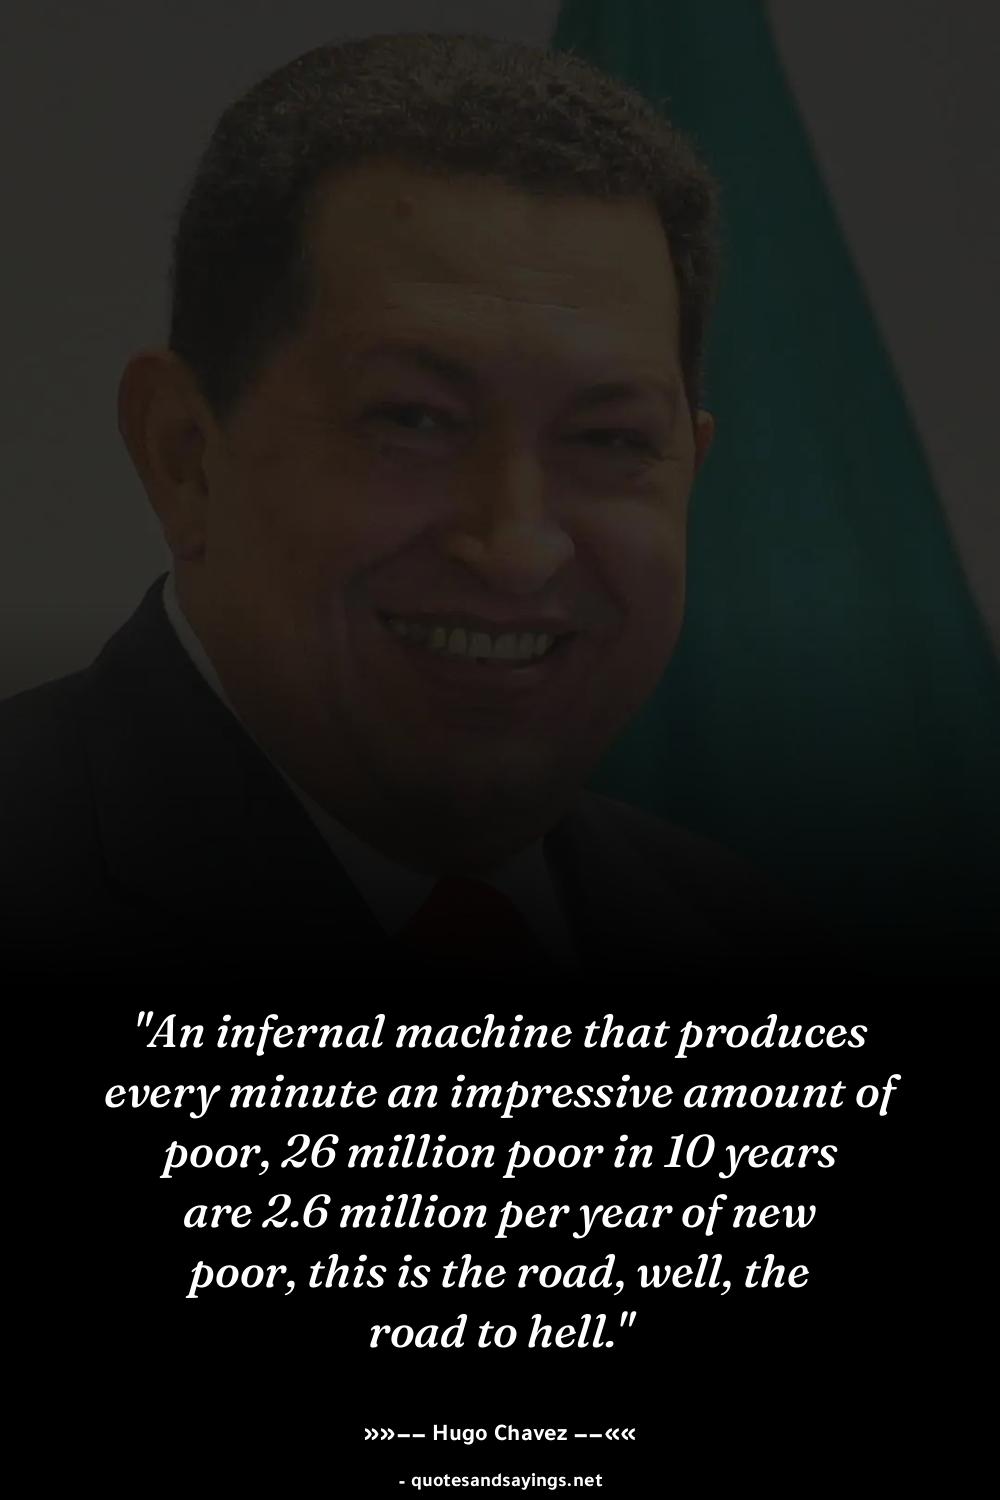 "An infernal machine that produces
every minute an impressive amount of
poor, 26 million poor in 10 years
are 2.6 million per year of new
poor, this is the road, well, the
road to hell."
»»–– Hugo Chavez ––««
- quotesandsayings.net